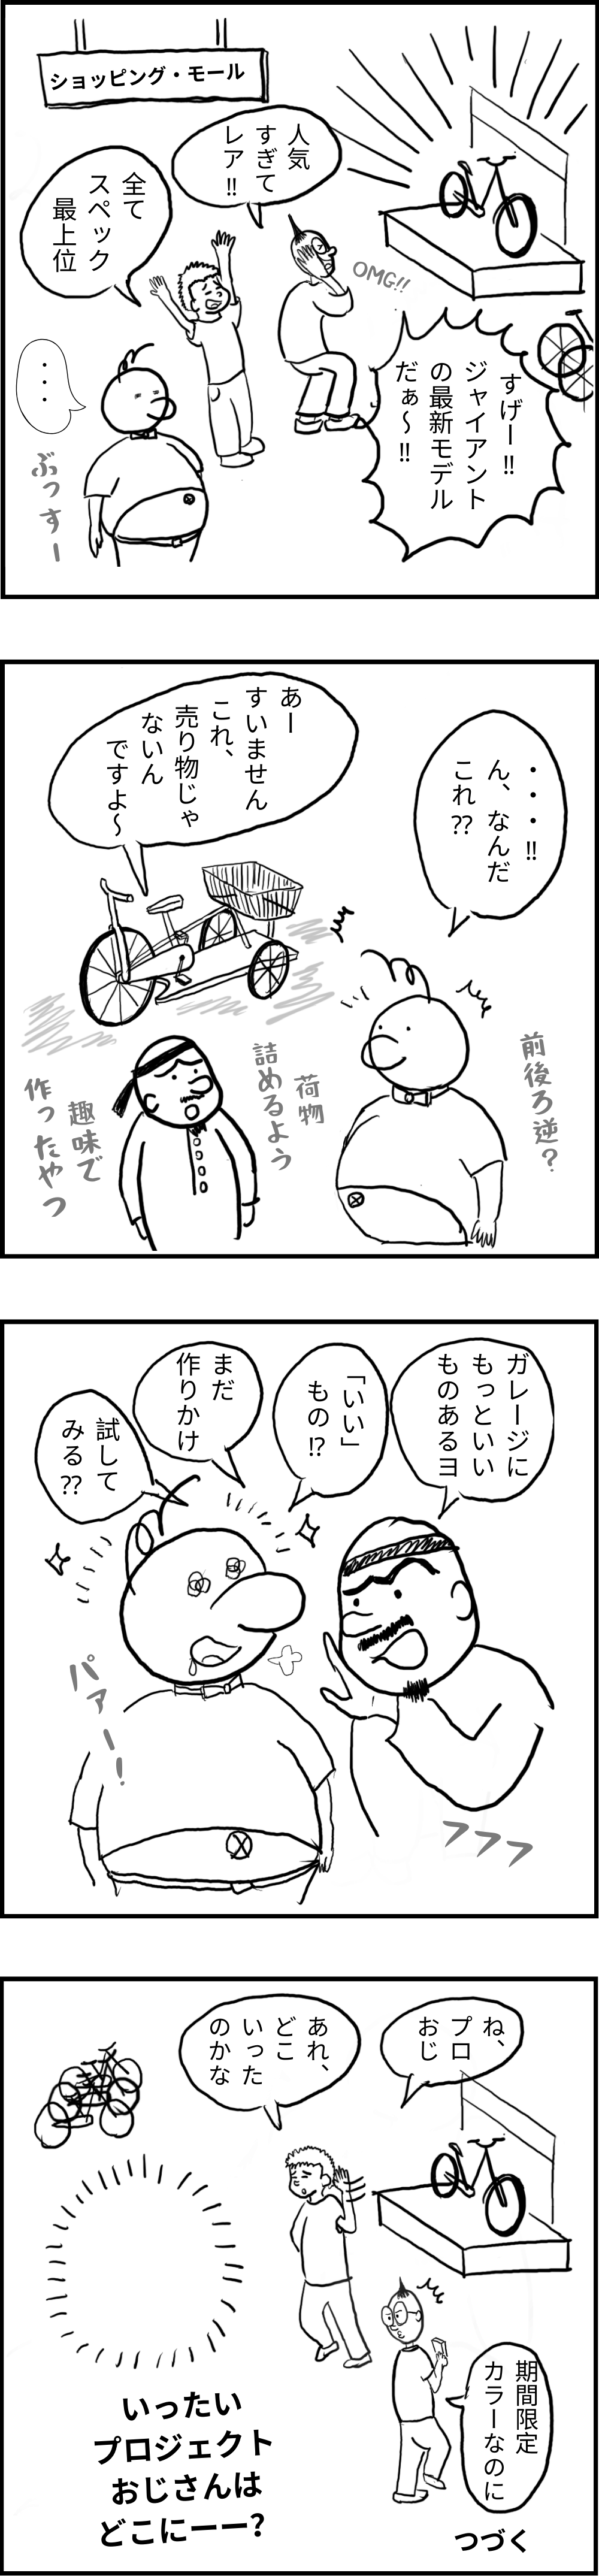 ショッピング・モール
すげー!!
ジャイアント
の最新モデル
だぁ〜!!
OMG!!
人気
すぎて
レア!!
全て
スペック
最上位
・・・
ぶっすー
・・・!!
ん、なんだ
これ??
前後ろ逆?
あー
すいません
これ、
売り物じゃ
ないん
ですよ〜
荷物
詰めるよう
趣味で
作ったやつ
ガレージに
もっといい
ものあるヨ
「いい」
もの!?
まだ
作りかけ
試して
みる??
パァー!
フフフ
ね、
プロ
おじ
あれ、
どこ
いった
のかな
期間限定
カラーなのに
いったい
プロジェクト
おじさんは
どこにーー?
つづく